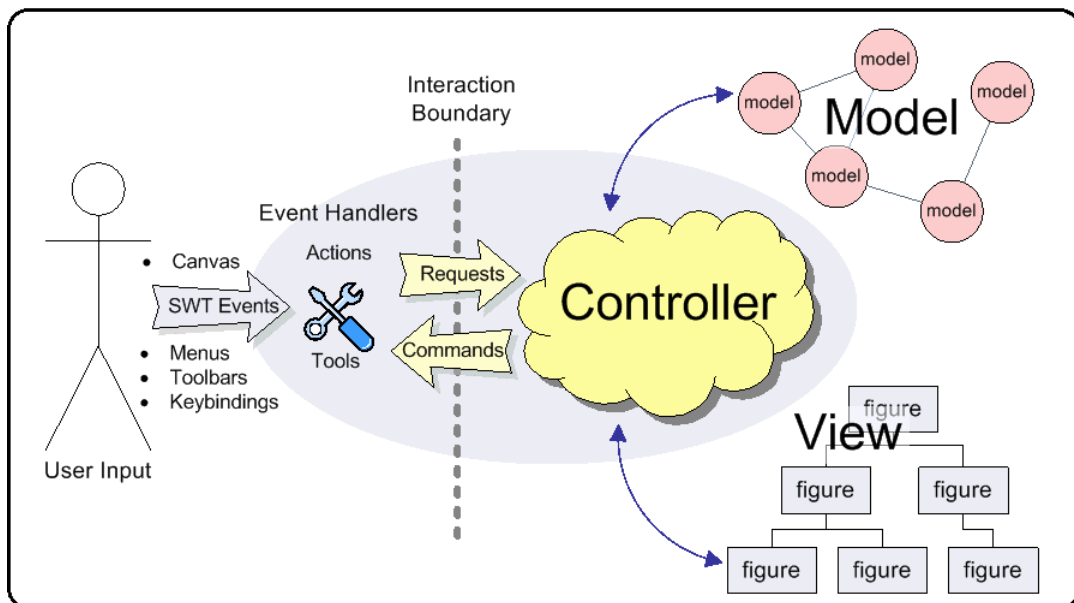 Interaction
Boundary
Event Handlers
Actions
Tools
• Canvas
SWT Events
• Menus
• Toolbars
• Keybindings
User Input
Requests
Commands
Controller
model
model
model
model
model
Model
figure
View
figure
figure
figure
figure
figure